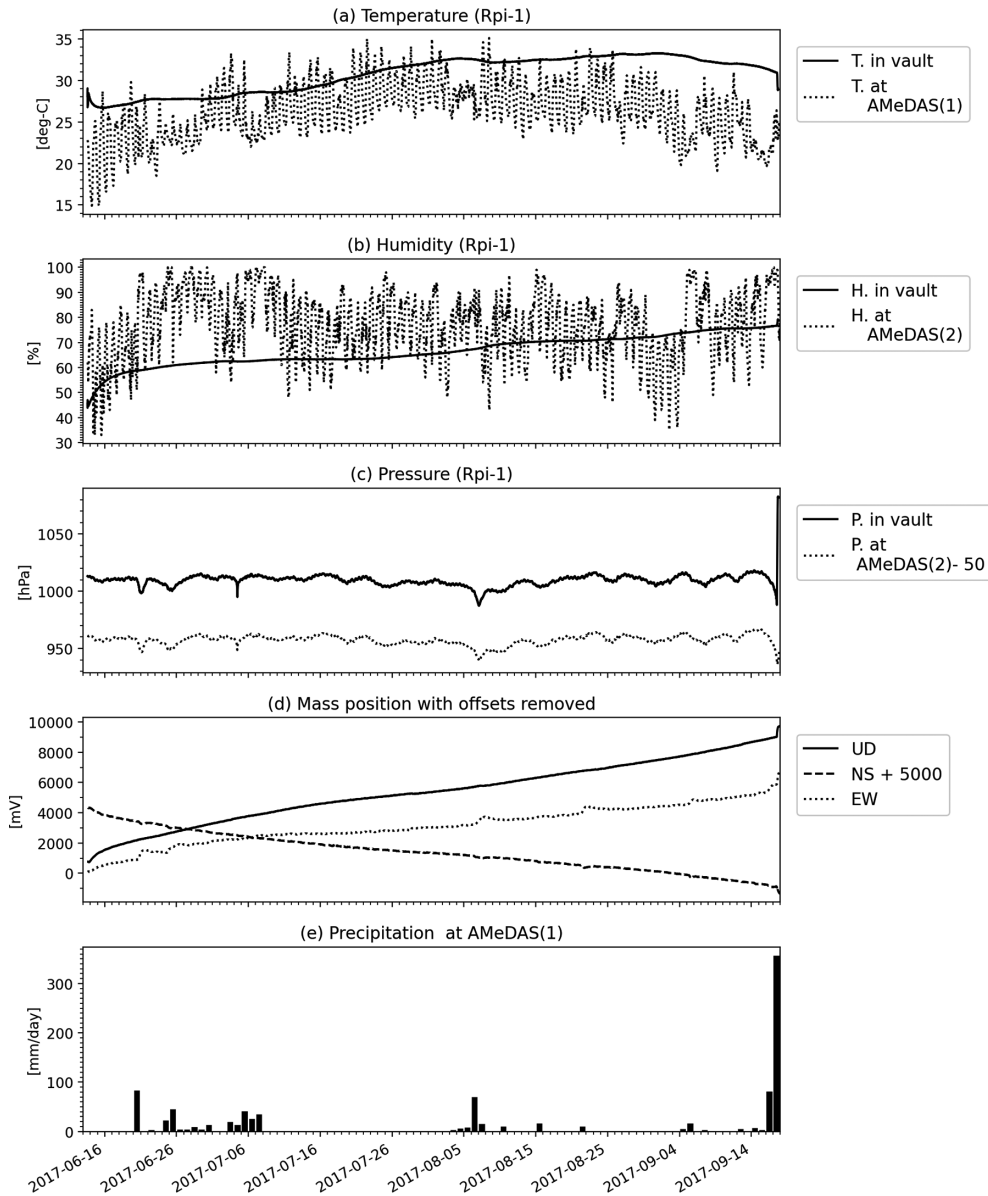 (a) Temperature (Rpi-1)
35
30
25
20
15
[deg-C]
T. in vault
T. at
AMeDAS(1)
(b) Humidity (Rpi-1)
100
90
80
70
60
50
40
30
[%]
H. in vault
H. at
AMeDAS(2)
(c) Pressure (Rpi-1)
1050
1000
950
[hPa]
P. in vault
P. at
AMeDAS(2)- 50
(d) Mass position with offsets removed
10000
8000
6000
4000
2000
0
[mV]
UD
NS + 5000
EW
(e) Precipitation at AMeDAS(1)
300
200
100
0
[mm/day]
2017-06-16
2017-06-26
2017-07-06
2017-07-16
2017-07-26
2017-08-05
2017-08-15
2017-08-25
2017-09-04
2017-09-14